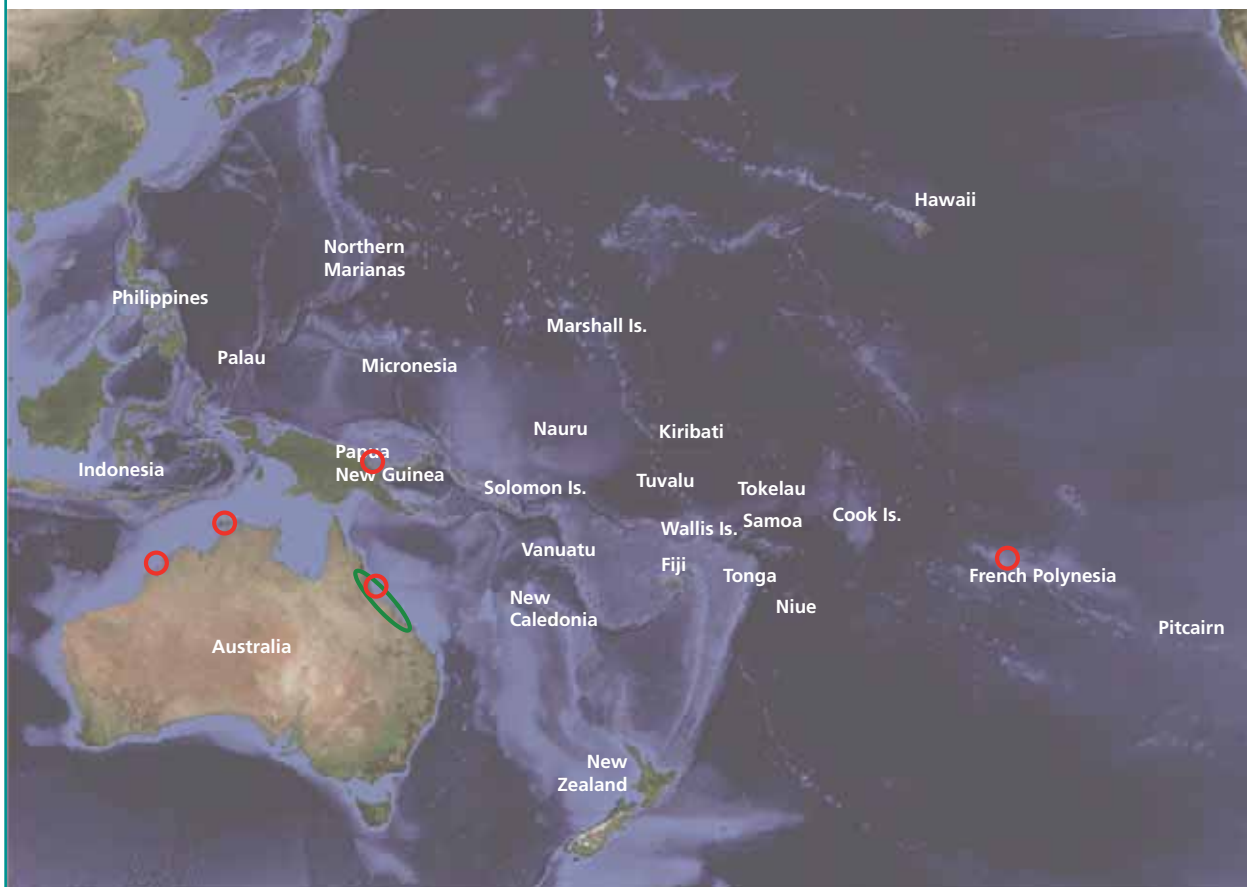 Hawaii
Northern
Marianas
Philippines
Marshall Is.
Palau
Micronesia
Nauru
Kiribati
Papua
New Guinea
Indonesia
Solomon Is.
Tuvalu
Tokelau
Wallis Is.
Samoa
Cook Is.
Vanuatu
Fiji
Tonga
French Polynesia
New
Caledonia
Niue
Pitcairn
Australia
New
Zealand